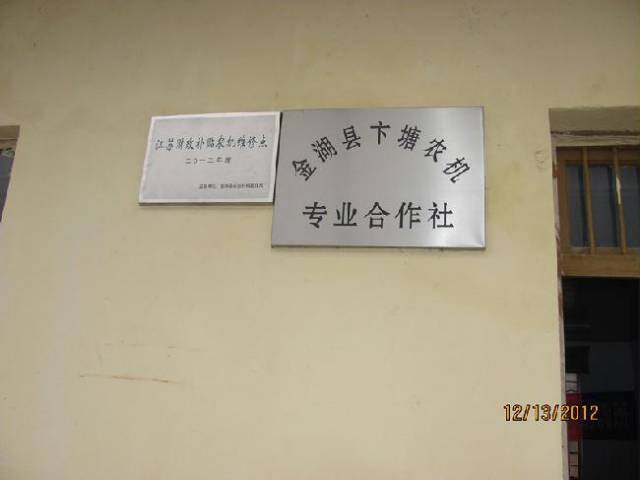 江苏财政补贴农机维修点
二〇一二年度
金湖县卞塘农机
专业合作社
12/13/2012